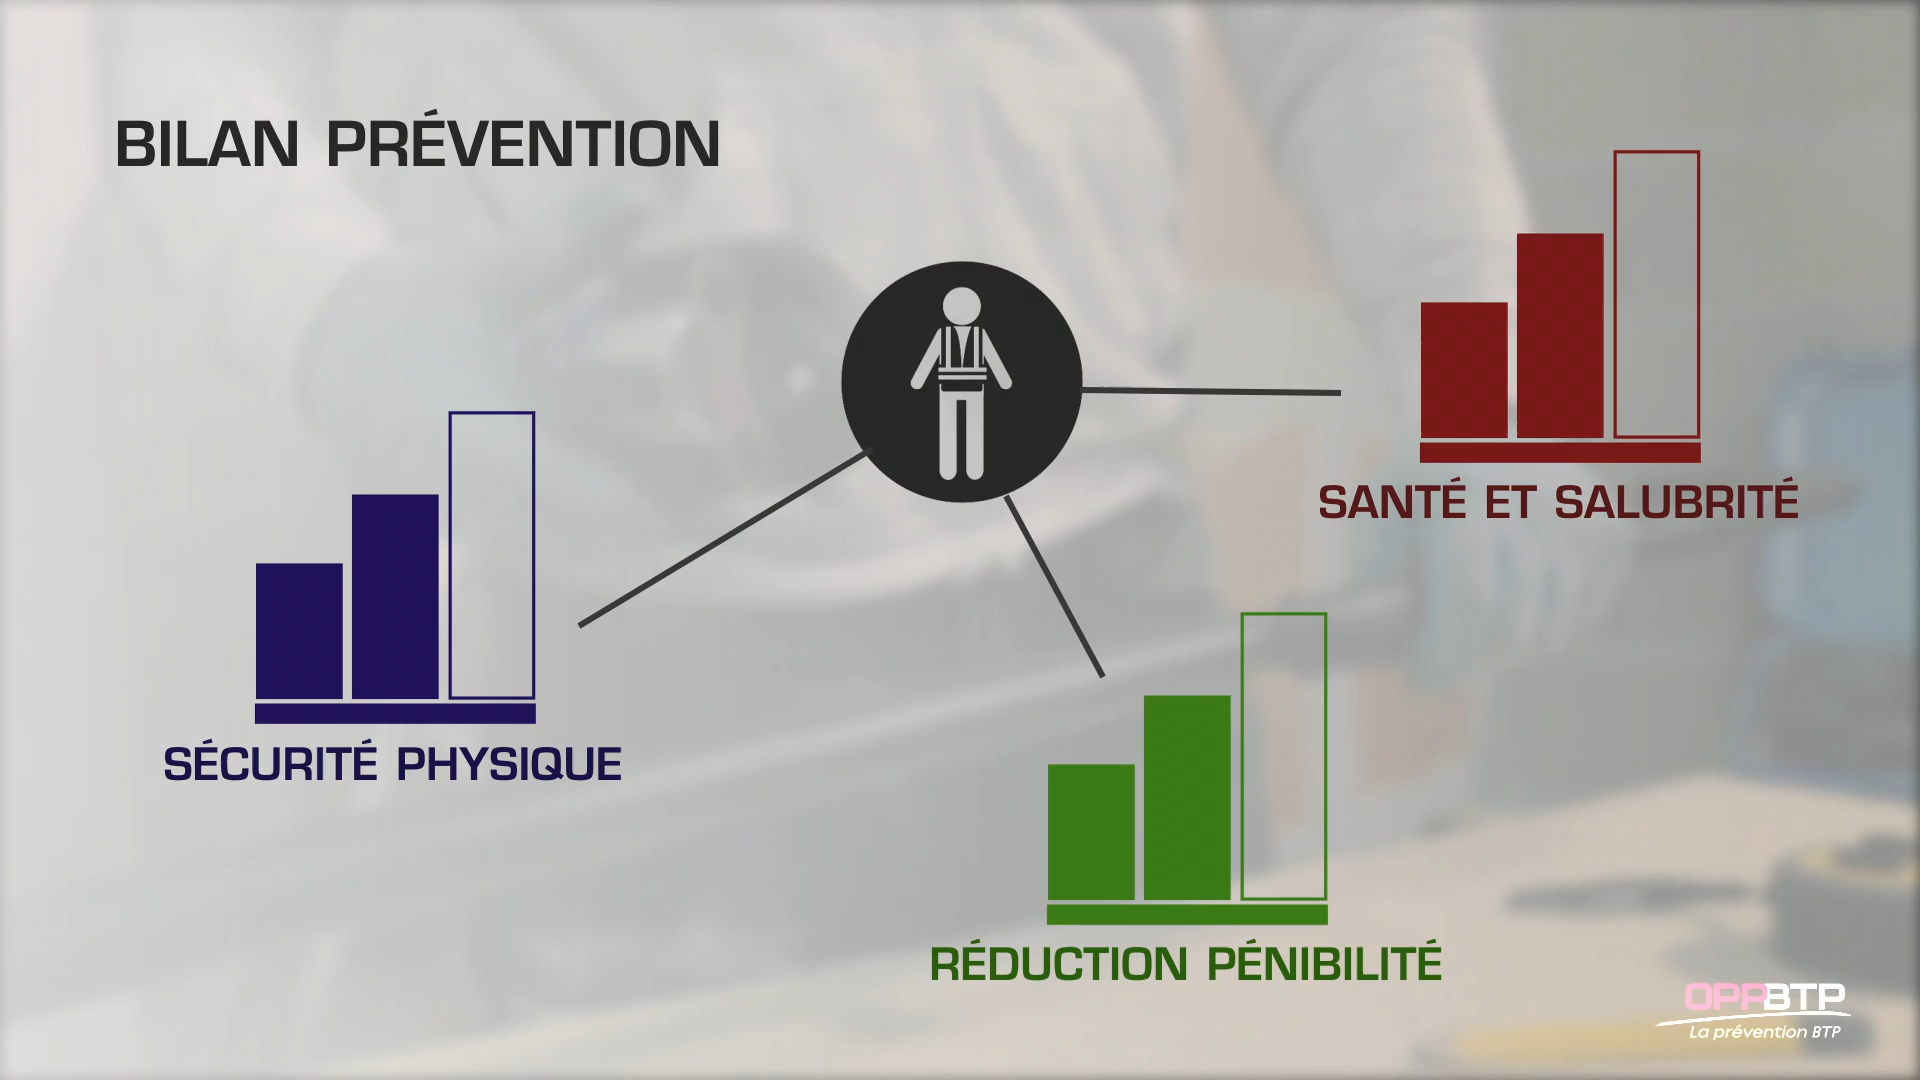 BILAN PRÉVENTION
SANTÉ ET SALUBRITÉ
SÉCURITÉ PHYSIQUE
RÉDUCTION PÉNIBILITÉ
OPPBTP
La prévention BTP